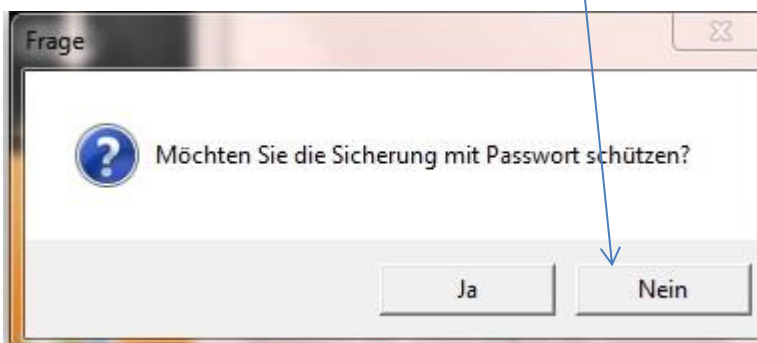 Frage
Möchten Sie die Sicherung mit Passwort schützen?
Ja
Nein